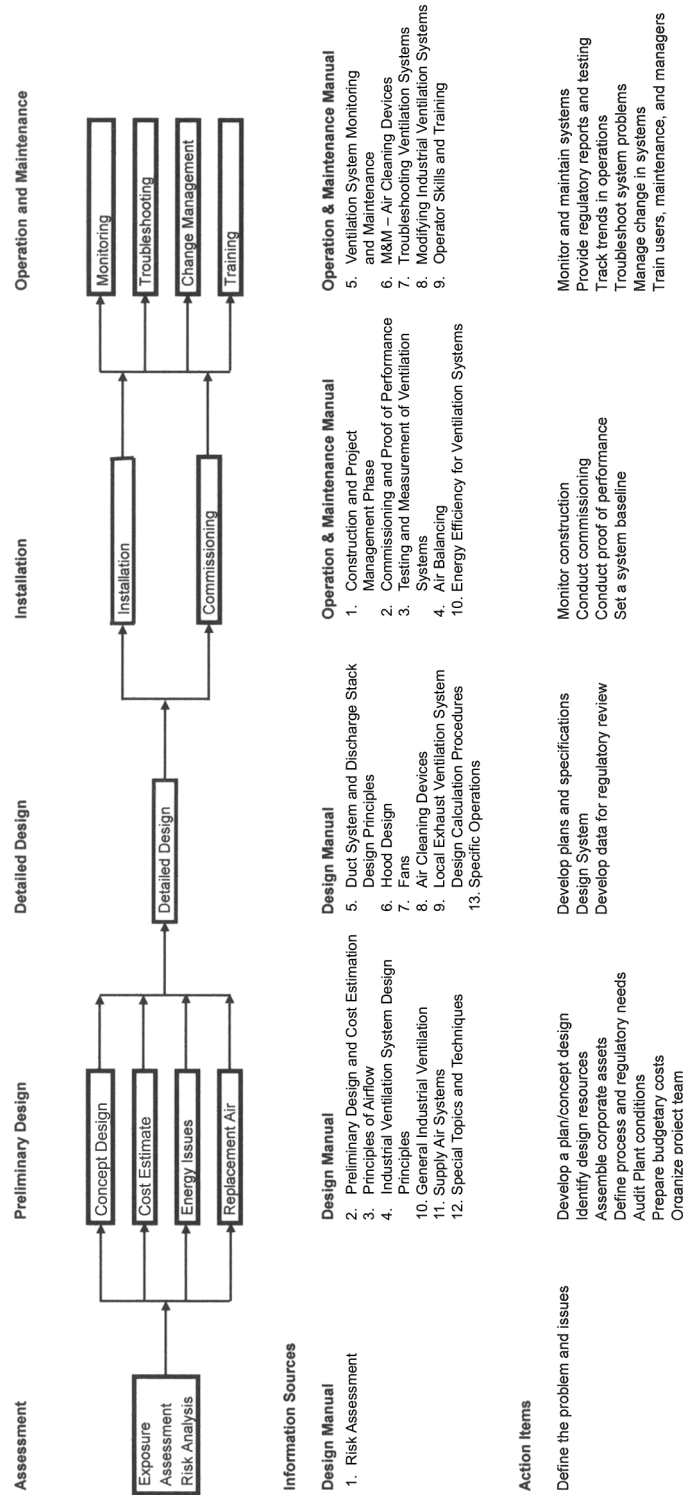 Assessment
Preliminary Design
Detailed Design
Installation
Operation and Maintenance
Exposure
Assessment
Risk Analysis
Concept Design
Cost Estimate
Energy Issues
Replacement Air
Detailed Design
Installation
Commissioning
Monitoring
Troubleshooting
Change Management
Training
Information Sources
Design Manual
1. Risk Assessment
Design Manual
2. Preliminary Design and Cost Estimation
3. Principles of Airflow
4. Industrial Ventilation System Design
Principles
10. General Industrial Ventilation
11. Supply Air Systems
12. Special Topics and Techniques
Design Manual
5. Duct System and Discharge Stack
Design Principles
6. Hood Design
7. Fans
8. Air Cleaning Devices
9. Local Exhaust Ventilation System
Design Calculation Procedures
13. Specific Operations
Operation & Maintenance Manual
1. Construction and Project
Management Phase
2. Commissioning and Proof of Performance
3. Testing and Measurement of Ventilation
Systems
4. Air Balancing
10. Energy Efficiency for Ventilation Systems
Operation & Maintenance Manual
5. Ventilation System Monitoring
and Maintenance
6. M&M – Air Cleaning Devices
7. Troubleshooting Ventilation Systems
8. Modifying Industrial Ventilation Systems
9. Operator Skills and Training
Action Items
Define the problem and issues
Develop a plan/concept design
Identify design resources
Assemble corporate assets
Define process and regulatory needs
Audit Plant conditions
Prepare budgetary costs
Organize project team
Develop plans and specifications
Design System
Develop data for regulatory review
Monitor construction
Conduct commissioning
Conduct proof of performance
Set a system baseline
Monitor and maintain systems
Provide regulatory reports and testing
Track trends in operations
Troubleshoot system problems
Manage change in systems
Train users, maintenance, and managers